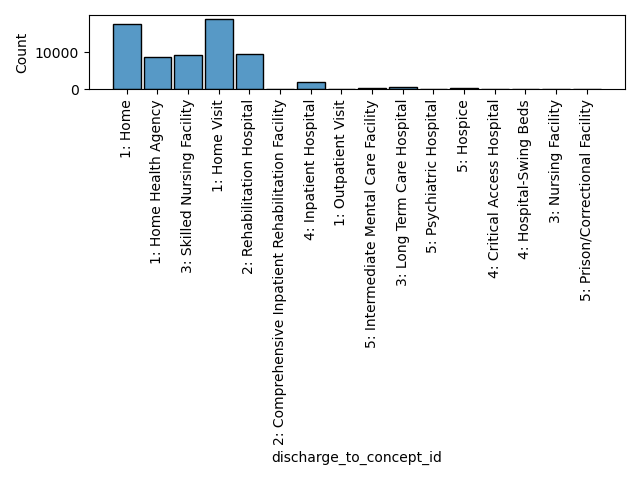 Count
10000
0
1: Home
1: Home Health Agency
3: Skilled Nursing Facility
1: Home Visit
2: Rehabilitation Hospital
2: Comprehensive Inpatient Rehabilitation Facility
4: Inpatient Hospital
1: Outpatient Visit
5: Intermediate Mental Care Facility
3: Long Term Care Hospital
5: Psychiatric Hospital
5: Hospice
4: Critical Access Hospital
4: Hospital-Swing Beds
3: Nursing Facility
5: Prison/Correctional Facility
discharge_to_concept_id